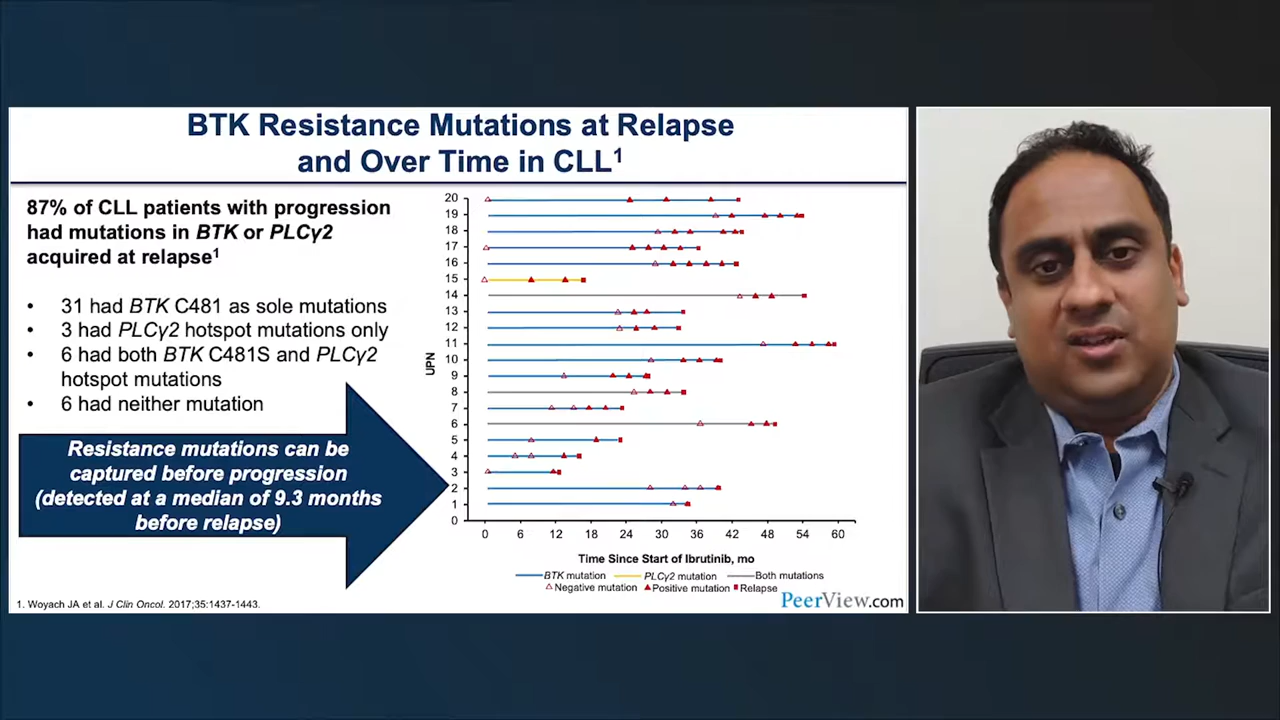 BTK Resistance Mutations at Relapse
and Over Time in CLL1
87% of CLL patients with progression
had mutations in BTK or PLCγ2
acquired at relapse1
• 31 had BTK C481 as sole mutations
• 3 had PLCγ2 hotspot mutations only
• 6 had both BTK C481S and PLCγ2
hotspot mutations
• 6 had neither mutation
Resistance mutations can be
captured before progression
(detected at a median of 9.3 months
before relapse)
UPN
20
19
18
17
16
15
14
13
12
11
10
9
8
7
6
5
4
3
2
1
0
0 6 12 18 24 30 36 42 48 54 60
Time Since Start of Ibrutinib, mo
BTK mutation PLCγ2 mutation Both mutations
Negative mutation Positive mutation Relapse
1. Woyach JA et al. J Clin Oncol. 2017;35:1437-1443.
PeerView.com